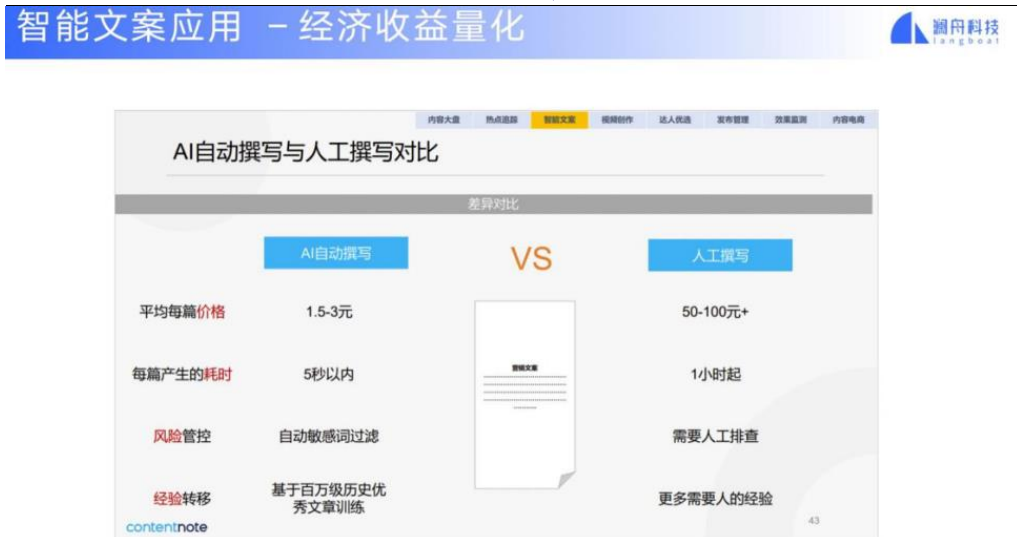 智能文案应用 – 经济收益量化
澜舟科技
langboat
内容大盘 热点追踪 智能文案 视频创作 达人优选 发布管理 效果监测 内容电商
AI自动撰写与人工撰写对比
差异对比
AI自动撰写 VS 人工撰写
平均每篇价格 1.5-3元 50-100元+
每篇产生的耗时 5秒以内 1小时起
风险管控 自动敏感词过滤 需要人工排查
经验转移 基于百万级历史优
秀文章训练 更多需要人的经验
contentnote
43